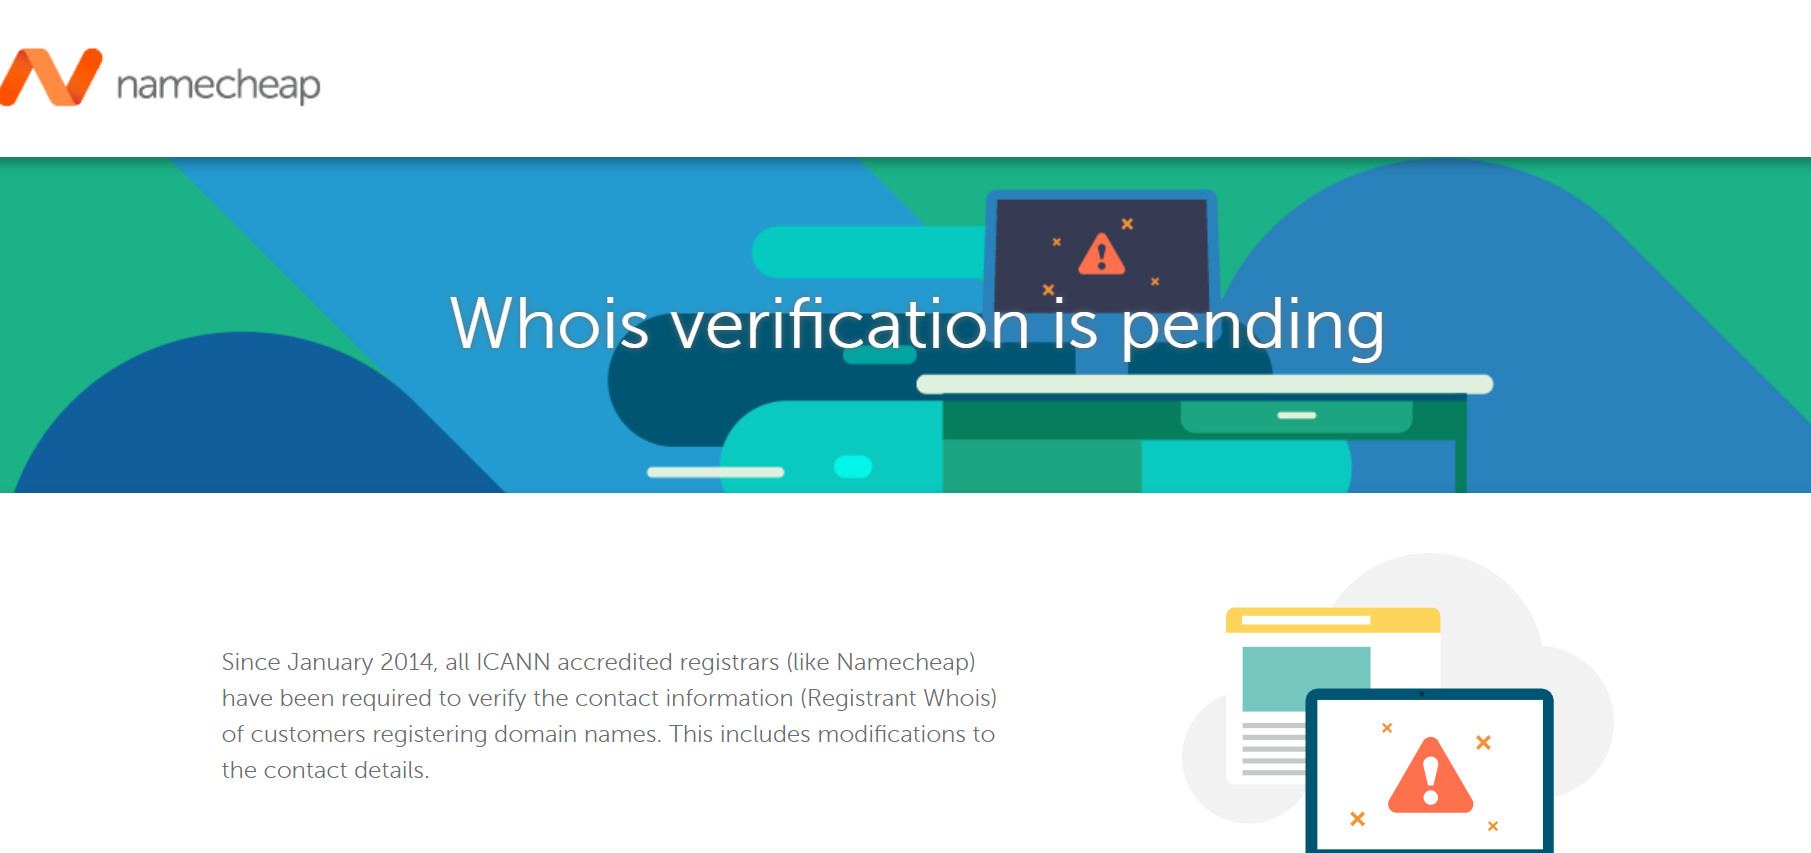 namecheap
Whois verification is pending
Since January 2014, all ICANN accredited registrars (like Namecheap)
have been required to verify the contact information (Registrant Whois)
of customers registering domain names. This includes modifications to
the contact details.